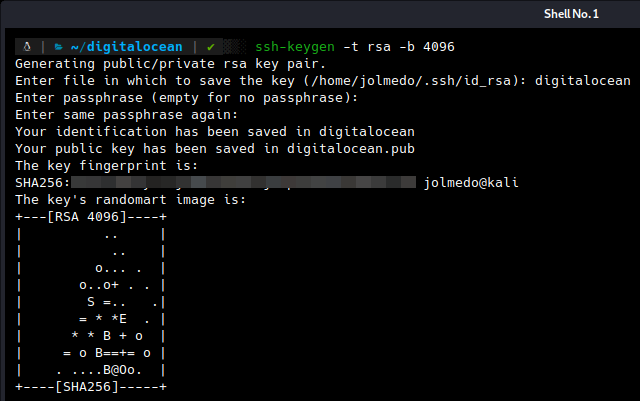 Shell No. 1
| ~/digitalocean | ✔ ssh-keygen -t rsa -b 4096
Generating public/private rsa key pair.
Enter file in which to save the key (/home/jolmedo/.ssh/id_rsa): digitalocean
Enter passphrase (empty for no passphrase):
Enter same passphrase again:
Your identification has been saved in digitalocean
Your public key has been saved in digitalocean.pub
The key fingerprint is:
SHA256: jolmedo@kali
The key's randomart image is:
+---[RSA 4096]----+
|          ..     |
|           ..    |
|         o... .  |
|       o..o+ . . |
|        S =..   .|
|       = * *E  . |
|      * * B + o  |
|     = o B==+= o |
|    . ....B@Oo.  |
+----[SHA256]-----+